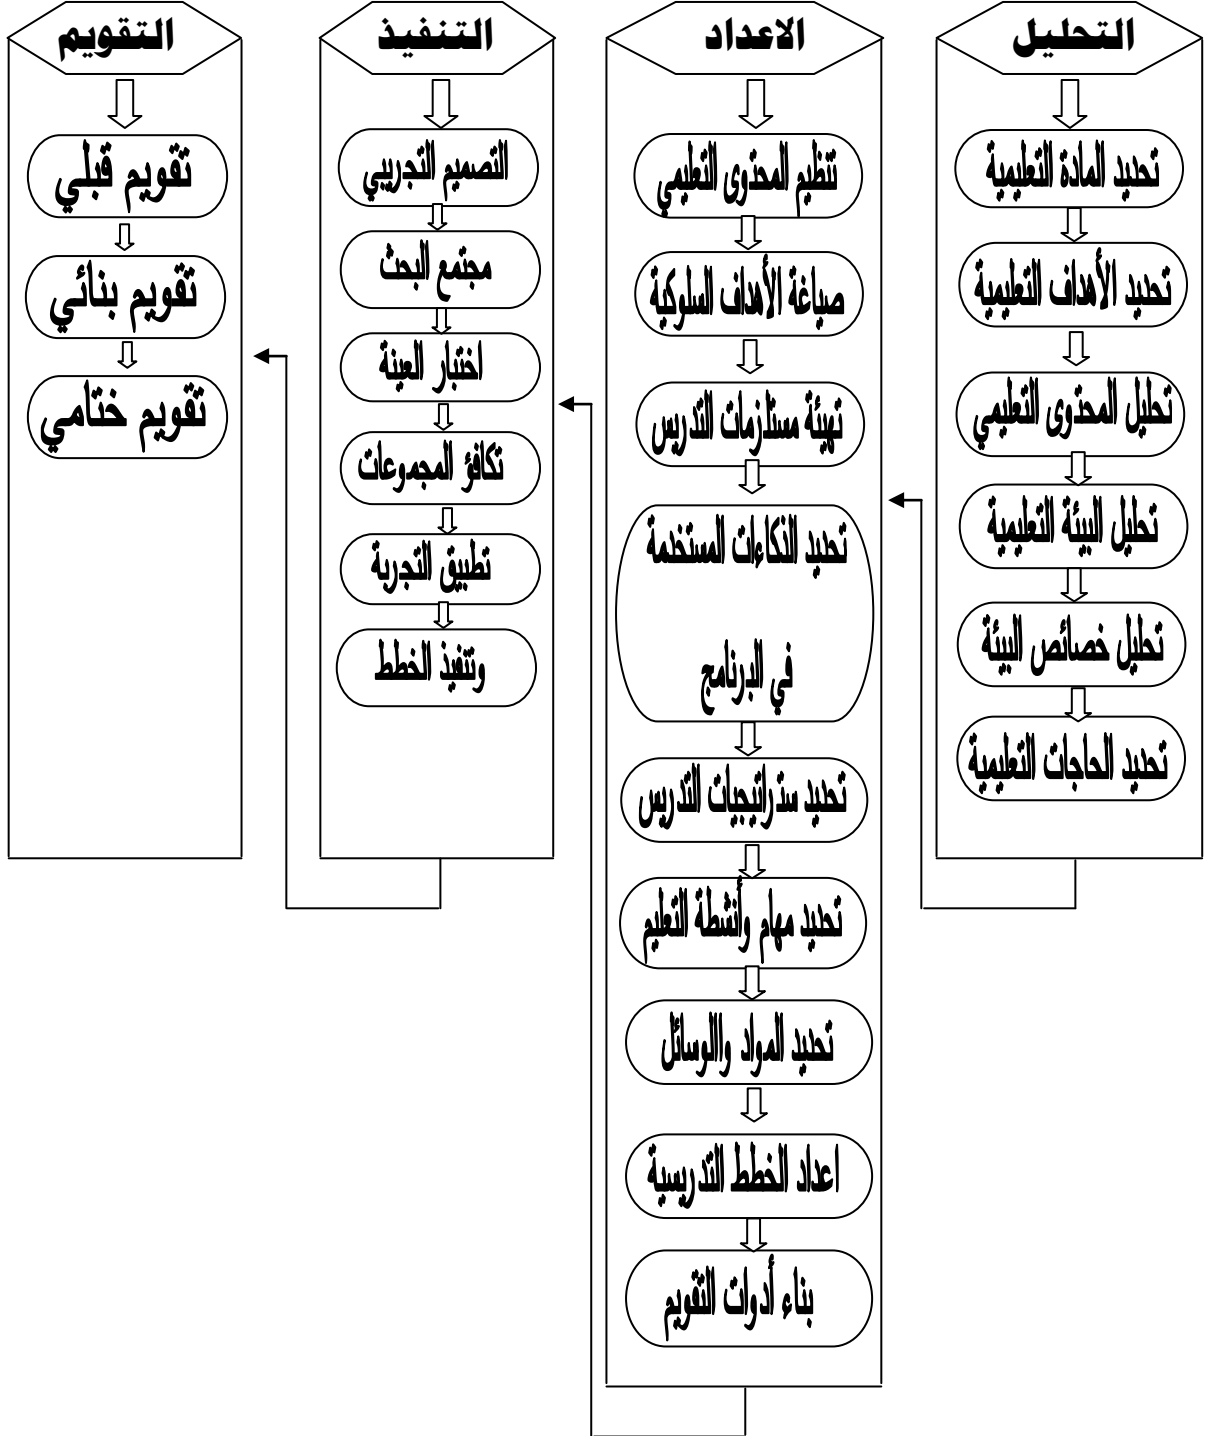 التحليل
تحديد المادة التعليمية
تحديد الأهداف التعليمية
تحليل المحتوى التعليمي
تحليل البيئة التعليمية
تحليل خصائص البيئة
تحديد الحاجات التعليمية
الاعداد
تنظيم المحتوى التعليمي
صياغة الأهداف السلوكية
تهيئة مستلزمات التدريس
تحديد الذكاءات المستخدمة
في البرنامج
تحديد ستراتيجيات التدريس
تحديد مهام وأنشطة التعليم
تحديد المواد واالوسائل
اعداد الخطط التدريسية
بناء أدوات التقويم
التنفيذ
التصميم التجريبي
مجتمع البحث
اختبار العينة
تكافؤ المجموعات
تطبيق التجربة
وتنفيذ الخطط
التقويم
تقويم قبلي
تقويم بنائي
تقويم ختامي